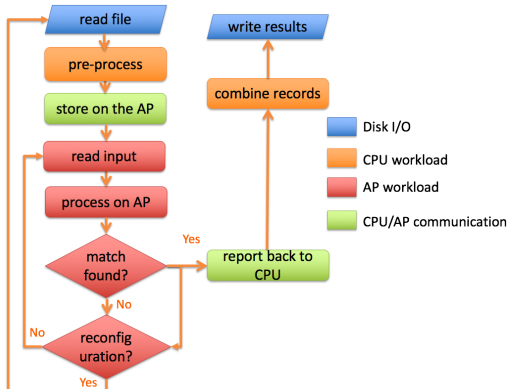 read file
write results
pre-process
combine records
store on the AP
Disk I/O
read input
CPU workload
AP workload
process on AP
CPU/AP communication
Yes
match
found?
report back to
CPU
No
No
reconfig
uration?
Yes